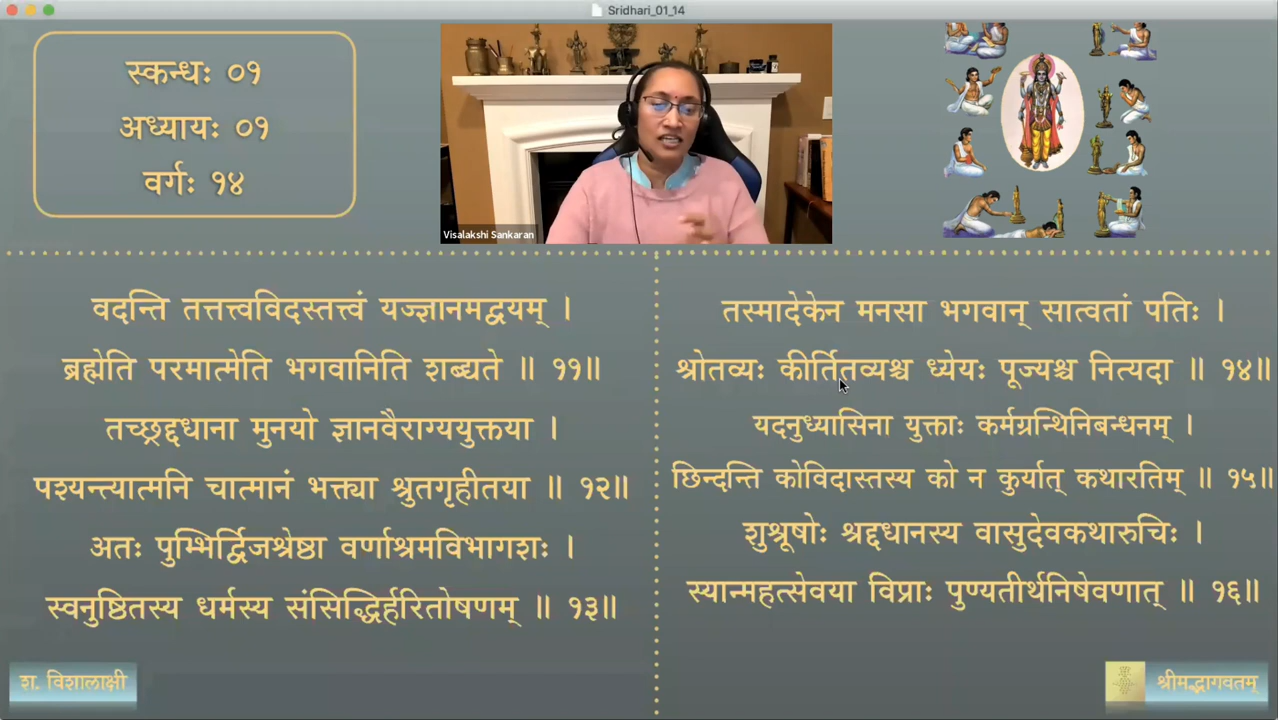 Sridhari_01_14
स्कन्धः ०१
अध्यायः ०१
वर्गः १४
Visalakshi Sankaran
वदन्ति तत्तत्त्वविदस्तत्त्वं यज्ज्ञानमद्वयम् ।
ब्रह्मेति परमात्मेति भगवानिति शब्द्यते ॥ ११॥
तच्छ्रद्दधाना मुनयो ज्ञानवैराग्ययुक्तया ।
पश्यन्त्यात्मनि चात्मानं भक्त्या श्रुतगृहीतया ॥ १२॥
अतः पुम्भिर्द्विजश्रेष्ठा वर्णाश्रमविभागशः ।
स्वनुष्ठितस्य धर्मस्य संसिद्धिर्हरितोषणम् ॥ १३॥
तस्मादेकेन मनसा भगवान् सात्वतां पतिः ।
श्रोतव्यः कीर्तितव्यश्च ध्येयः पूज्यश्च नित्यदा ॥ १४॥
यदनुध्यासिना युक्ताः कर्मग्रन्थिनिबन्धनम् ।
छिन्दन्ति कोविदास्तस्य को न कुर्यात् कथारतिम् ॥ १५॥
शुश्रूषोः श्रद्दधानस्य वासुदेवकथारुचिः ।
स्यान्महत्सेवया विप्राः पुण्यतीर्थनिषेवणात् ॥ १६॥
श. विशालाक्षी
श्रीमद्भागवतम्